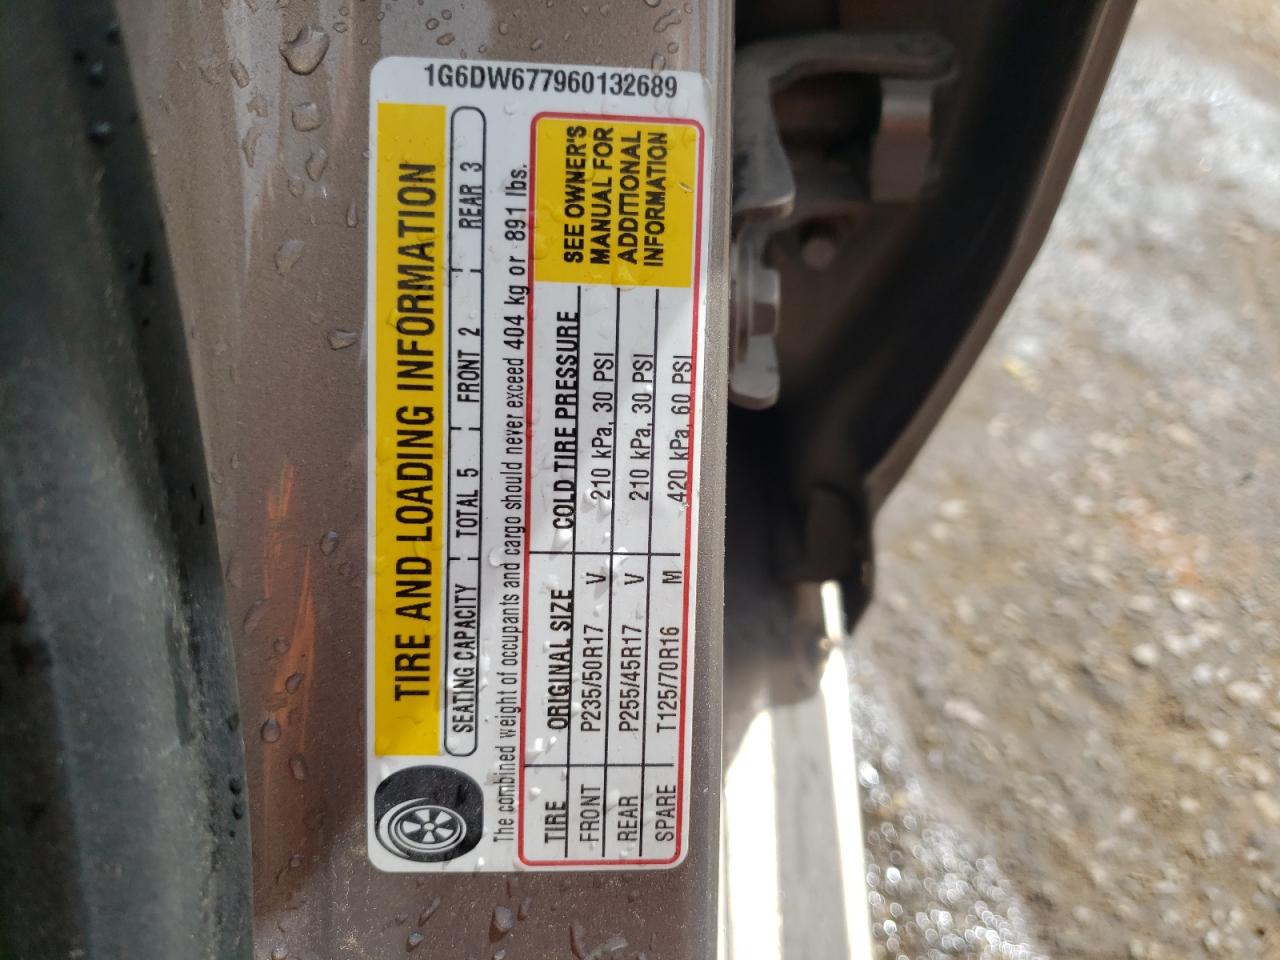 1G6DW677960132689
TIRE AND LOADING INFORMATION
SEATING CAPACITY TOTAL 5 FRONT 2 REAR 3
The combined weight of occupants and cargo should never exceed 404 kg or 891 lbs.
TIRE ORIGINAL SIZE COLD TIRE PRESSURE
FRONT P235/50R17 V 210 kPa, 30 PSI
REAR P255/45R17 V 210 kPa, 30 PSI
SPARE T125/70R16 M 420 kPa, 60 PSI
SEE OWNER'S
MANUAL FOR
ADDITIONAL
INFORMATION